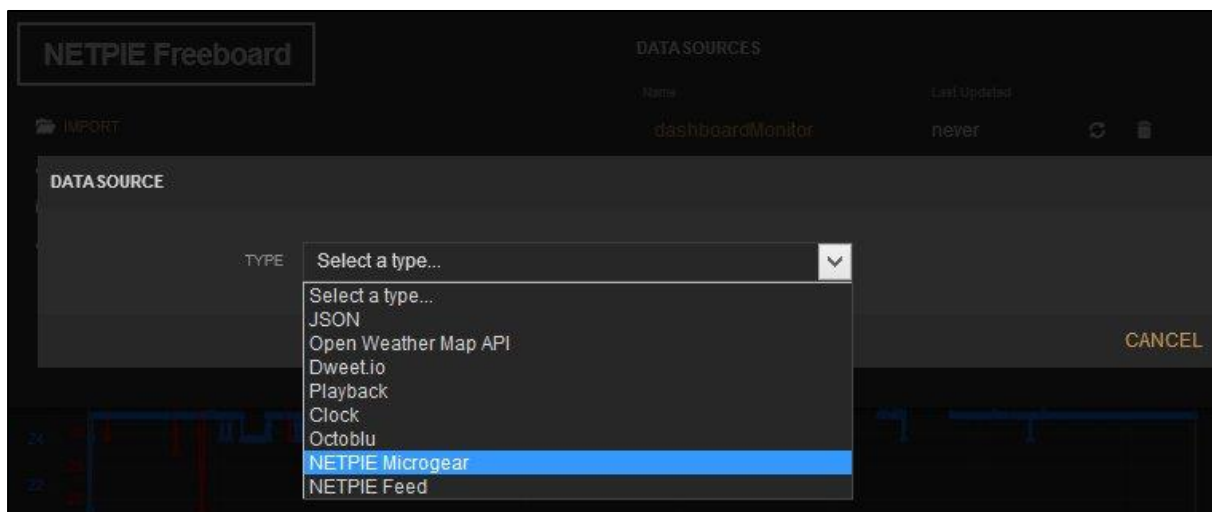 NETPIE Freeboard
DATASOURCES
Name Last Updated
IMPORT
dashboardMonitor never
DATASOURCE
TYPE Select a type...
Select a type...
JSON
Open Weather Map API
Dweet.io
Playback
Clock
Octoblu
NETPIE Microgear
NETPIE Feed
CANCEL
24
22